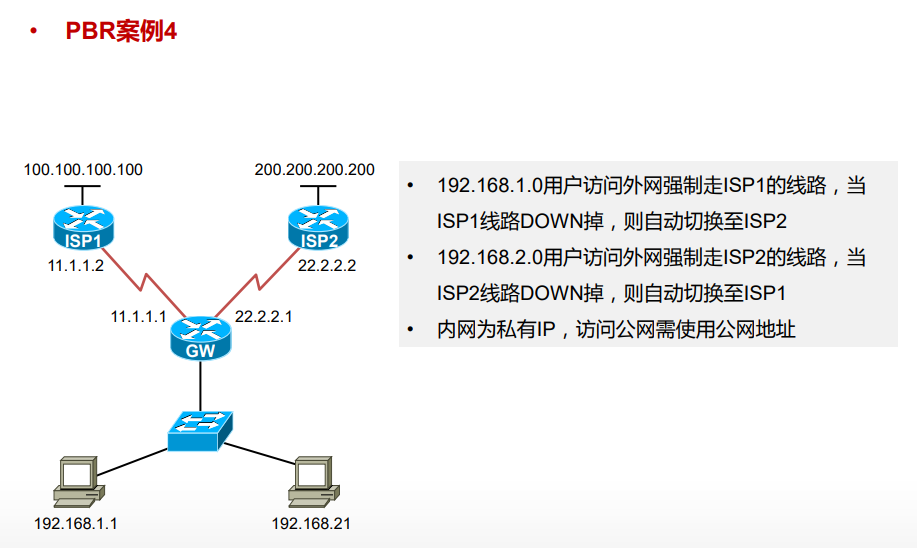 • PBR案例4
100.100.100.100
200.200.200.200
ISP1
ISP2
11.1.1.2
22.2.2.2
11.1.1.1
22.2.2.1
GW
192.168.1.1
192.168.21
• 192.168.1.0用户访问外网强制走ISP1的线路，当
ISP1线路DOWN掉，则自动切换至ISP2
• 192.168.2.0用户访问外网强制走ISP2的线路，当
ISP2线路DOWN掉，则自动切换至ISP1
• 内网为私有IP，访问公网需使用公网地址